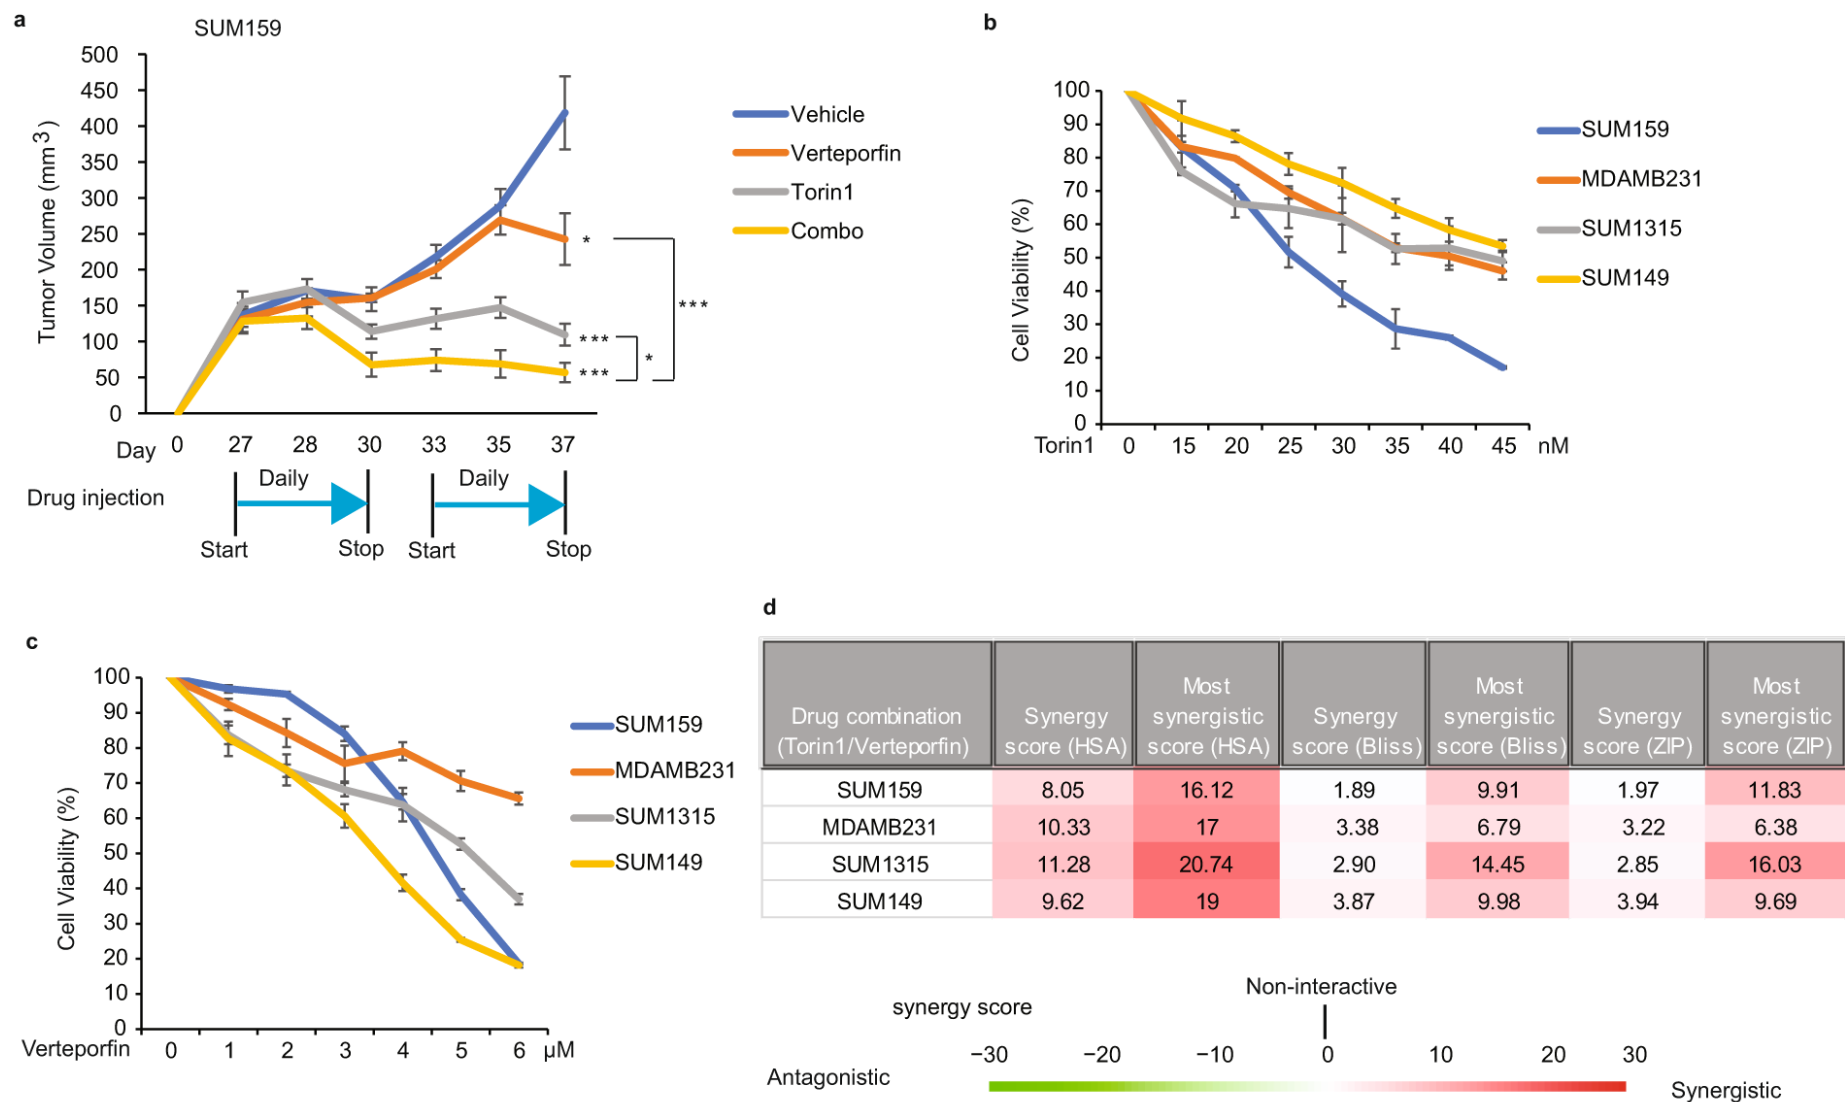 a
SUM159
500
450
400
350
300
250
200
150
100
50
0
Tumor Volume (mm3)
Day 0 27 28 30 33 35 37
Vehicle
Verteporfin
Torin1
Combo
*
***
***
*
***
Daily Daily
Drug injection
Start Stop Start Stop
b
100
90
80
70
60
50
40
30
20
10
0
Cell Viability (%)
Torin1 0 15 20 25 30 35 40 45 nM
SUM159
MDAMB231
SUM1315
SUM149
c
100
90
80
70
60
50
40
30
20
10
0
Cell Viability (%)
Verteporfin 0 1 2 3 4 5 6 µM
SUM159
MDAMB231
SUM1315
SUM149
d
Drug combination
(Torin1/Verteporfin)
Synergy
score (HSA)
Most
synergistic
score (HSA)
Synergy
score (Bliss)
Most
synergistic
score (Bliss)
Synergy
score (ZIP)
Most
synergistic
score (ZIP)
SUM159 8.05 16.12 1.89 9.91 1.97 11.83
MDAMB231 10.33 17 3.38 6.79 3.22 6.38
SUM1315 11.28 20.74 2.90 14.45 2.85 16.03
SUM149 9.62 19 3.87 9.98 3.94 9.69
Non-interactive
synergy score
−30 −20 −10 0 10 20 30
Antagonistic Synergistic